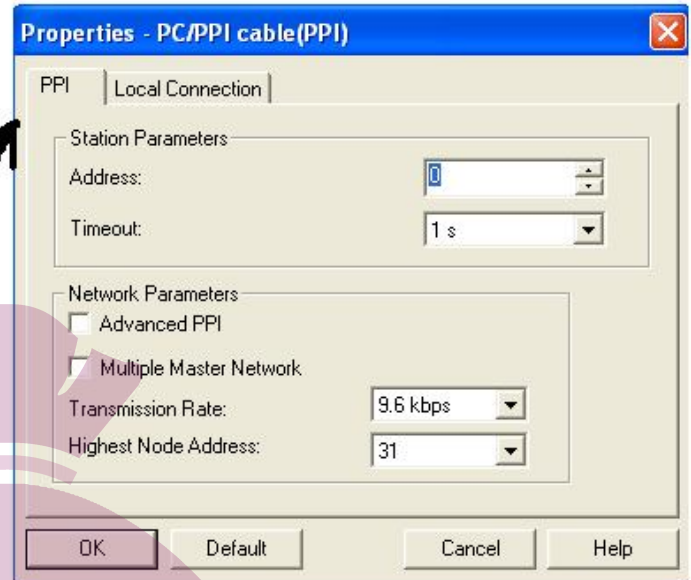 Properties - PC/PPI cable(PPI)
PPI
Local Connection
Station Parameters
Address:
0
Timeout:
1 s
Network Parameters
Advanced PPI
Multiple Master Network
Transmission Rate:
9.6 kbps
Highest Node Address:
31
OK
Default
Cancel
Help